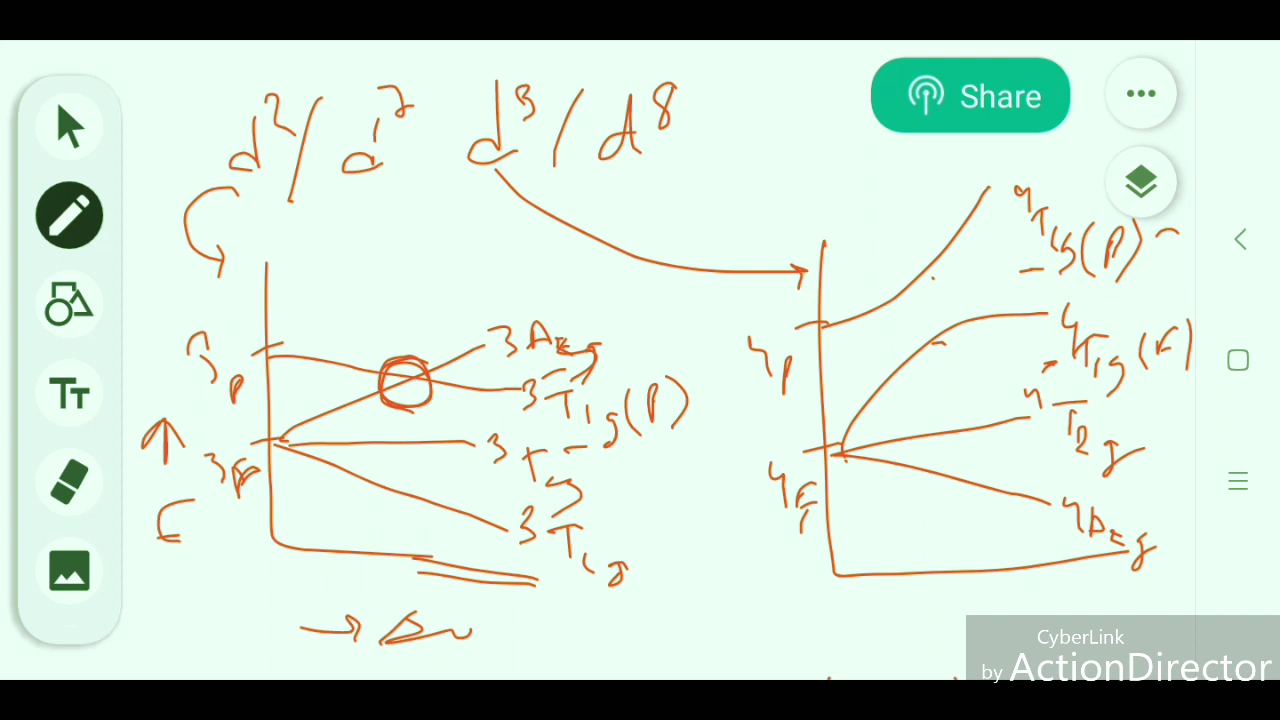 d²/d⁷ d³/d⁸
Share
⁴T₁g(P)
³A₂g
⁴T₁g(F)
³P
⁴P
³T₁g(P)
⁴T₂g
³F
³T₂g
⁴F
⁴A₂g
E
³T₁g
→ Δ
Tт
CyberLink
by ActionDirector